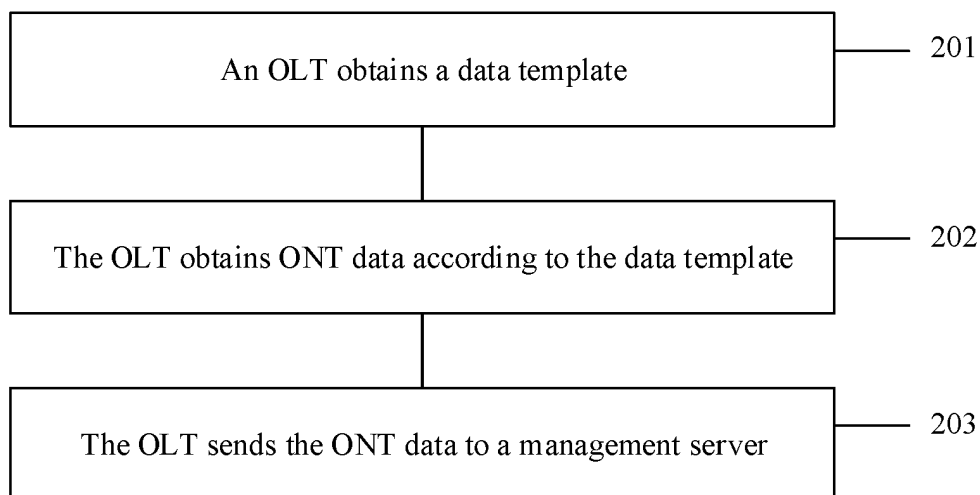 An OLT obtains a data template
201
The OLT obtains ONT data according to the data template
202
The OLT sends the ONT data to a management server
203